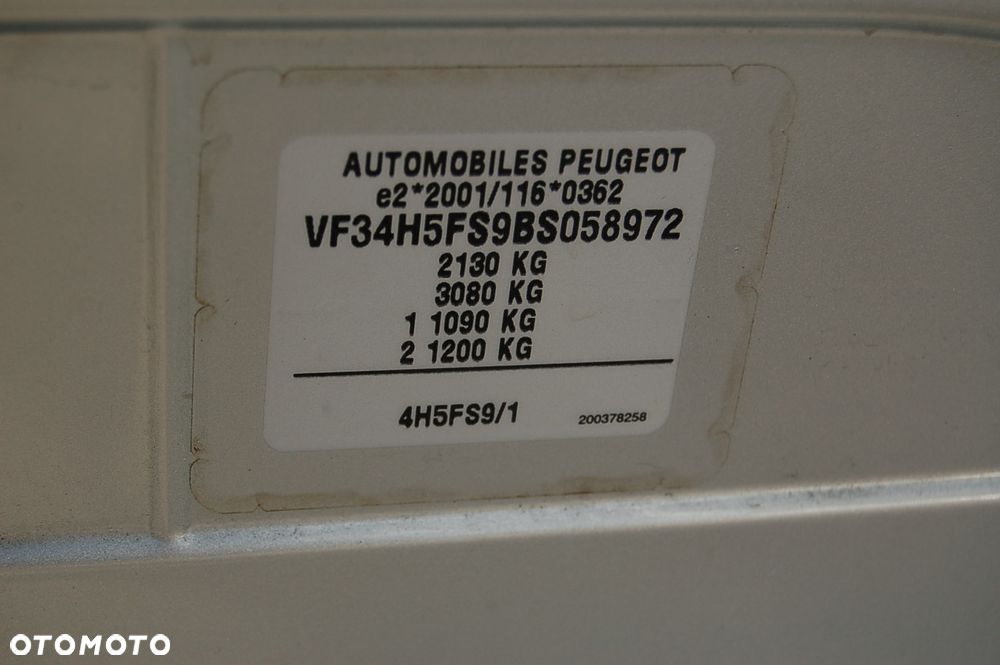 AUTOMOBILES PEUGEOT
e2*2001/116*0362
VF34H5FS9BS058972
2130 KG
3080 KG
1 1090 KG
2 1200 KG
4H5FS9/1
200378258
OTOMOTO